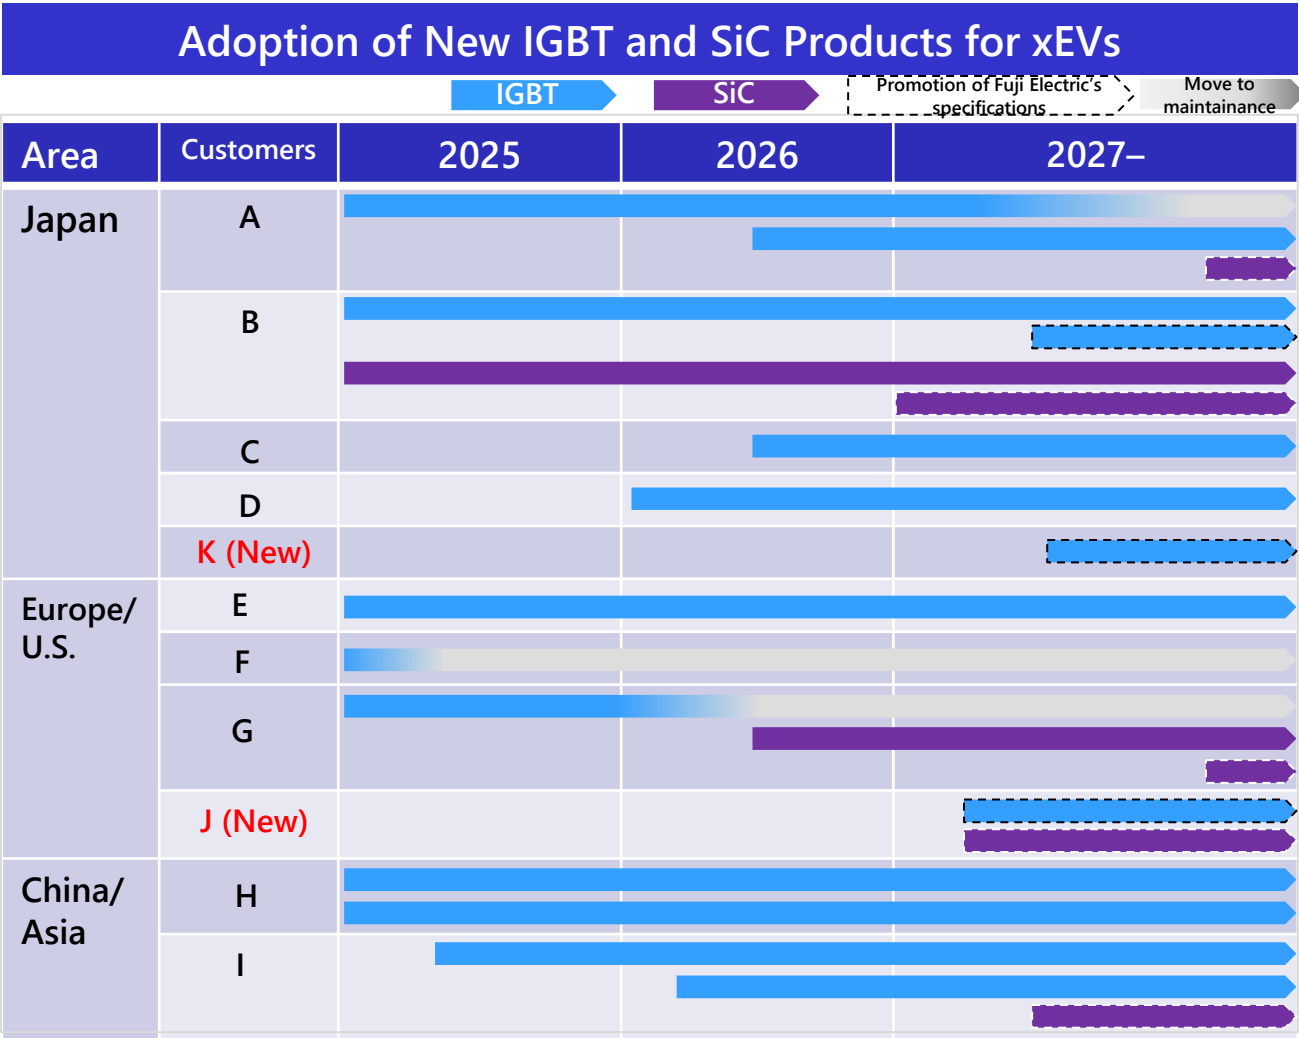 Adoption of New IGBT and SiC Products for xEVs
IGBT
SiC
Promotion of Fuji Electric's
specifications
Move to
maintainance
Area
Customers
2025
2026
2027–
Japan
A
B
C
D
K (New)
Europe/
U.S.
E
F
G
J (New)
China/
Asia
H
I